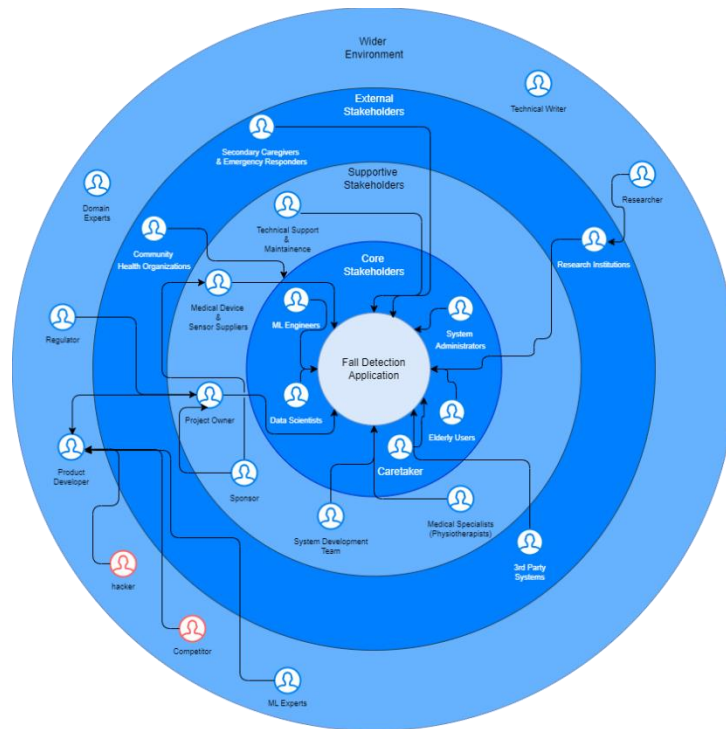 Wider
Environment
Technical Writer
External
Stakeholders
Secondary Caregivers
& Emergency Responders
Supportive
Stakeholders
Researcher
Domain
Experts
Technical Support
&
Maintainence
Community
Health Organizations
Research Institutions
Core
Stakeholders
Medical Device
&
Sensor Suppliers
ML Engineers
System
Administrators
Regulator
Fall Detection
Application
Data Scientists
Project Owner
Elderly Users
Product
Developer
Sponsor
Caretaker
Medical Specialists
(Physiotherapists)
System Development
Team
3rd Party
Systems
hacker
Competitor
ML Experts